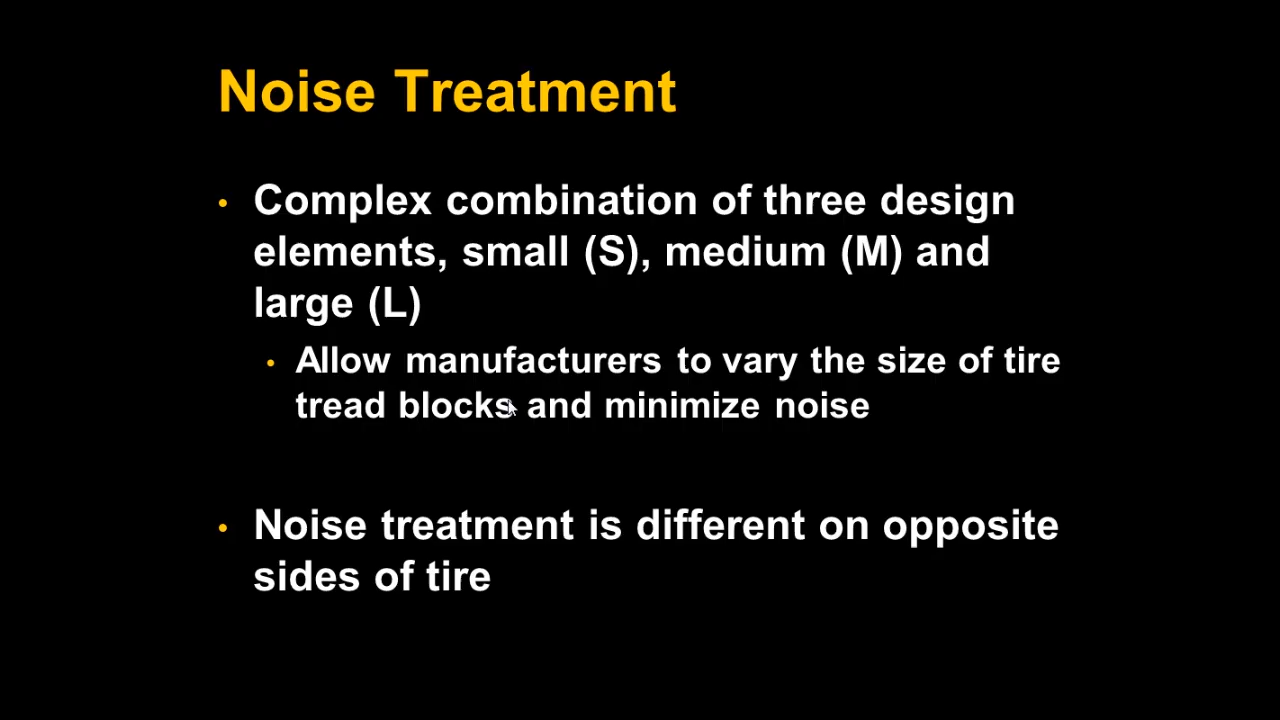 Noise Treatment
• Complex combination of three design
elements, small (S), medium (M) and
large (L)
• Allow manufacturers to vary the size of tire
tread blocks and minimize noise
• Noise treatment is different on opposite
sides of tire